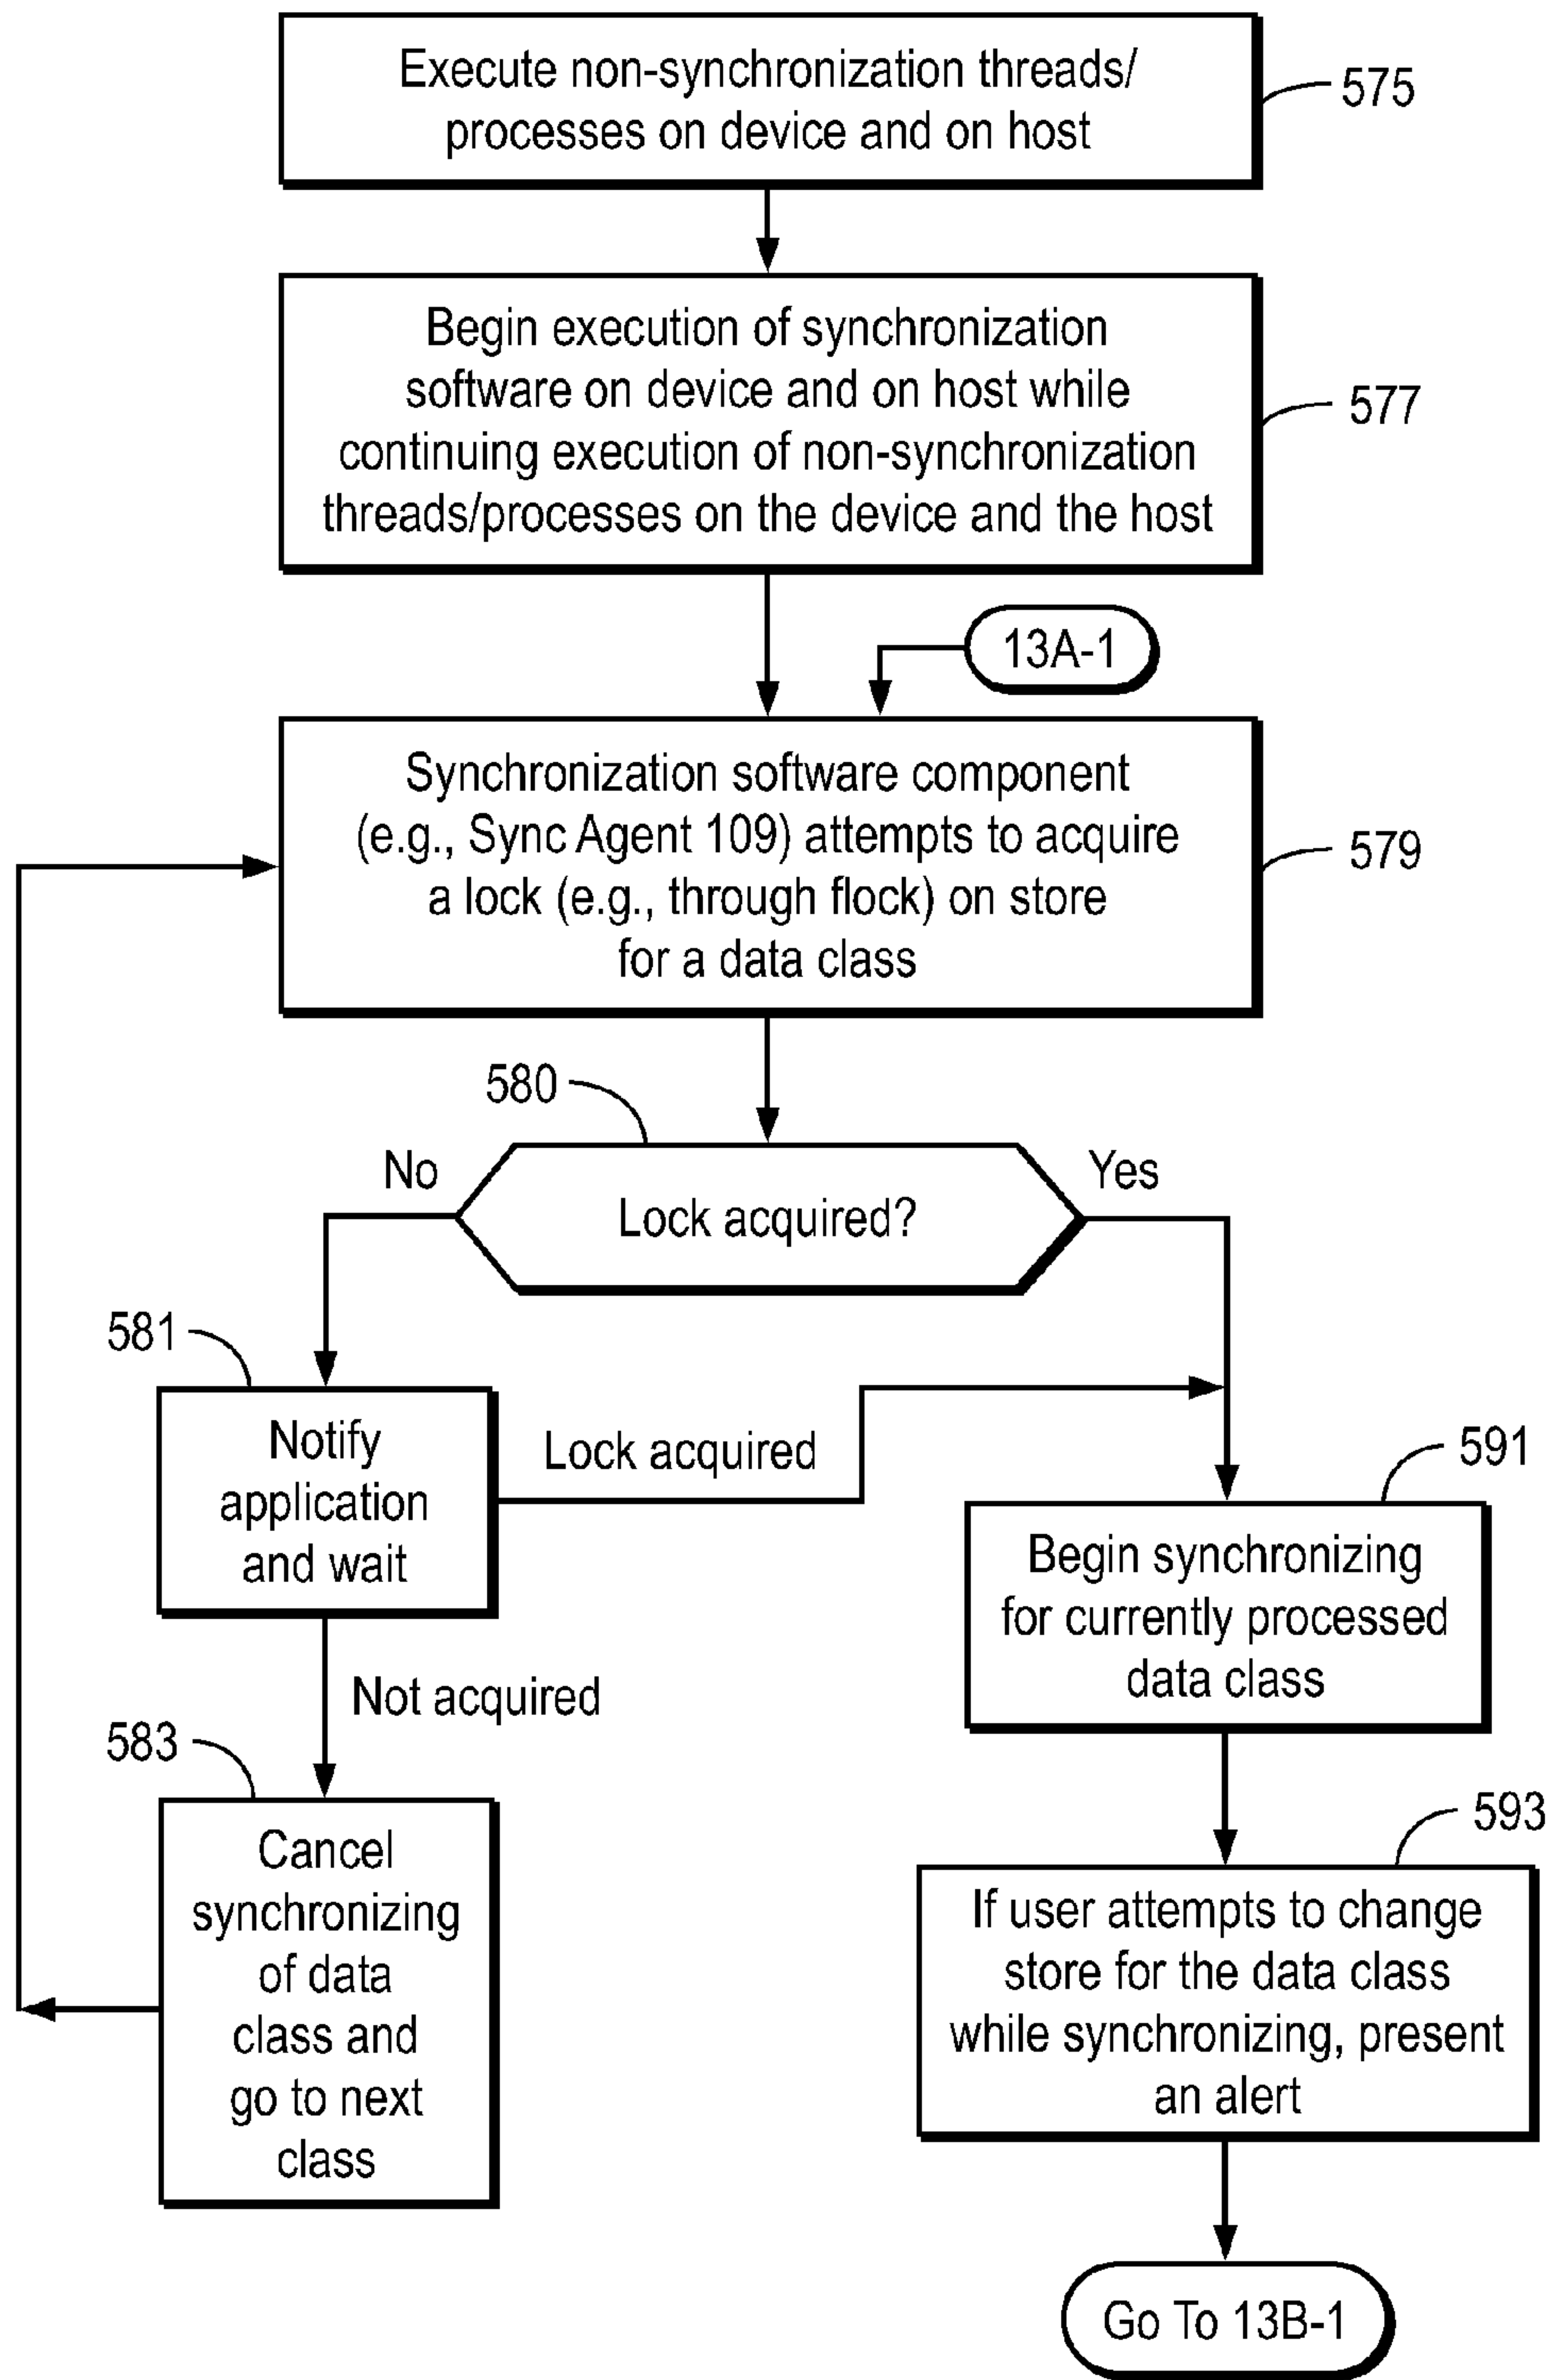 Execute non-synchronization threads/
processes on device and on host
575
Begin execution of synchronization
software on device and on host while
continuing execution of non-synchronization
threads/processes on the device and the host
577
13A-1
Synchronization software component
(e.g., Sync Agent 109) attempts to acquire
a lock (e.g., through flock) on store
for a data class
579
580
No
Lock acquired?
Yes
581
Notify
application
and wait
Lock acquired
591
Begin synchronizing
for currently processed
data class
Not acquired
583
Cancel
synchronizing
of data
class and
go to next
class
593
If user attempts to change
store for the data class
while synchronizing, present
an alert
Go To 13B-1